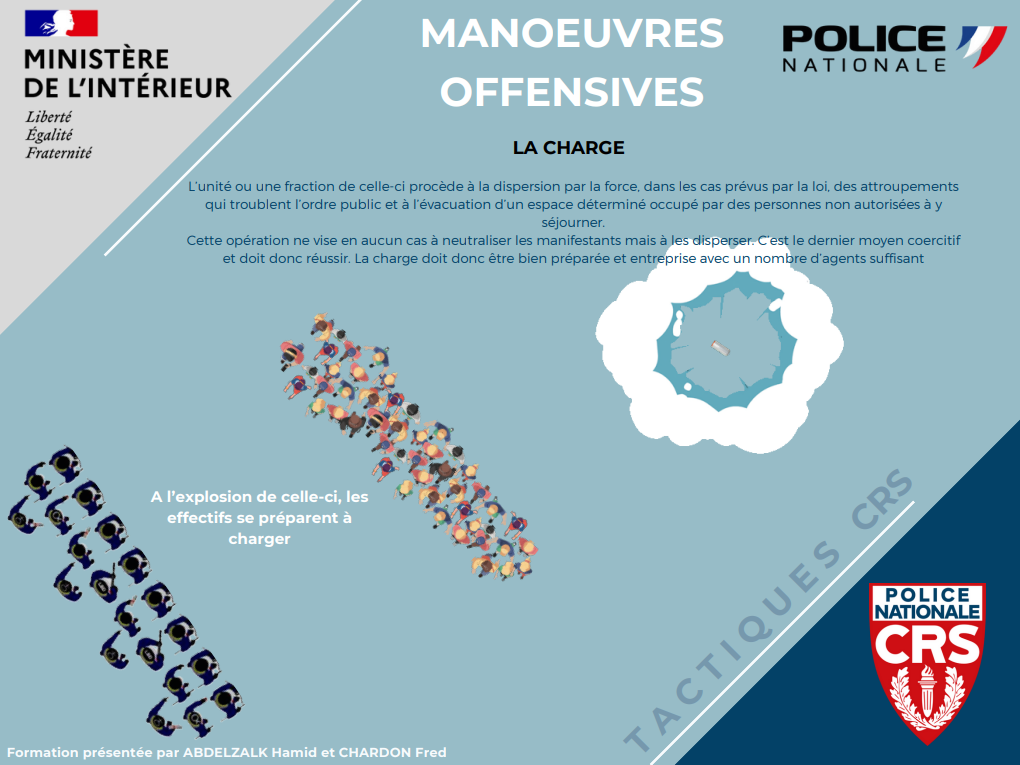 MINISTÈRE
DE L'INTÉRIEUR
Liberté
Égalité
Fraternité
MANOEUVRES
OFFENSIVES
POLICE
NATIONALE
LA CHARGE
L'unité ou une fraction de celle-ci procède à la dispersion par la force, dans les cas prévus par la loi, des attroupements
qui troublent l'ordre public et à l'évacuation d'un espace déterminé occupé par des personnes non autorisées à y
séjourner.
Cette opération ne vise en aucun cas à neutraliser les manifestants mais à les disperser. C'est le dernier moyen coercitif
et doit donc réussir. La charge doit donc être bien préparée et entreprise avec un nombre d'agents suffisant
A l'explosion de celle-ci, les
effectifs se préparent à
charger
TACTIQUES CRS
POLICE
NATIONALE
CRS
Formation présentée par ABDELZALK Hamid et CHARDON Fred